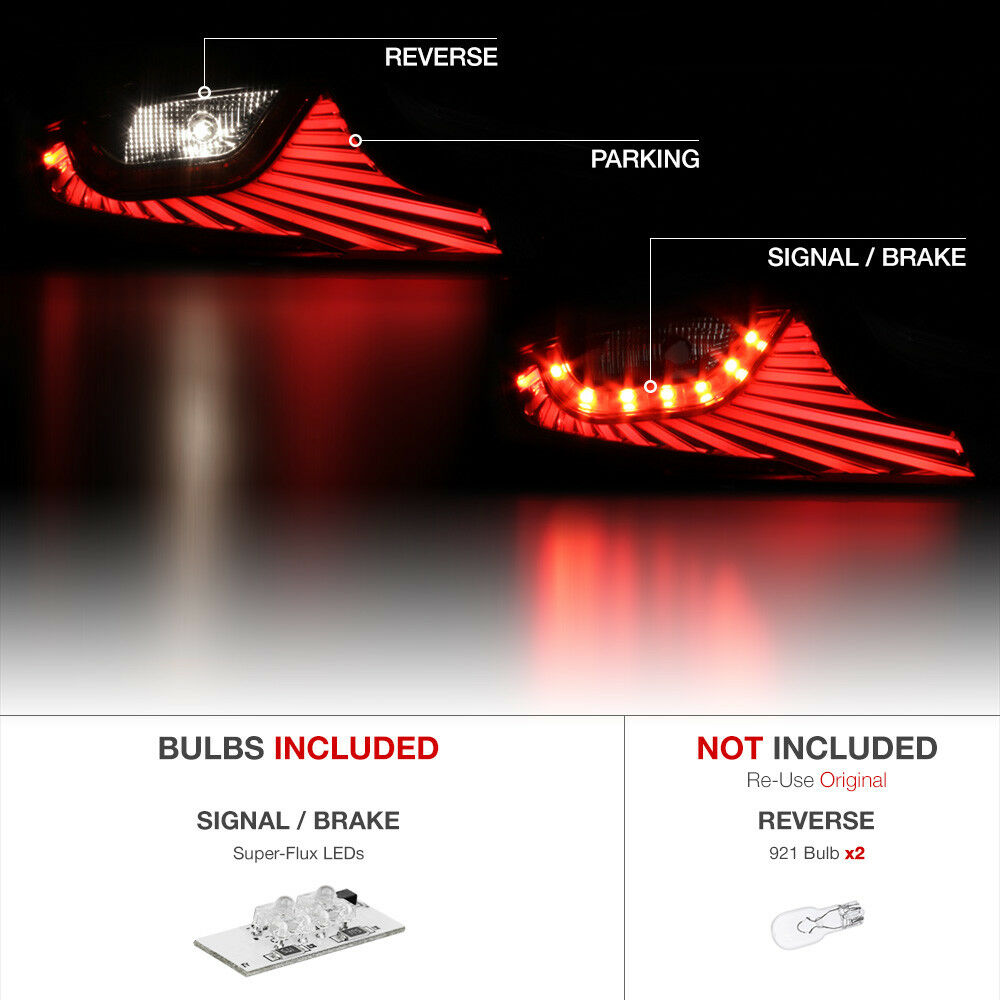 REVERSE
PARKING
SIGNAL / BRAKE
BULBS INCLUDED
SIGNAL / BRAKE
Super-Flux LEDs
NOT INCLUDED
Re-Use Original
REVERSE
921 Bulb x2